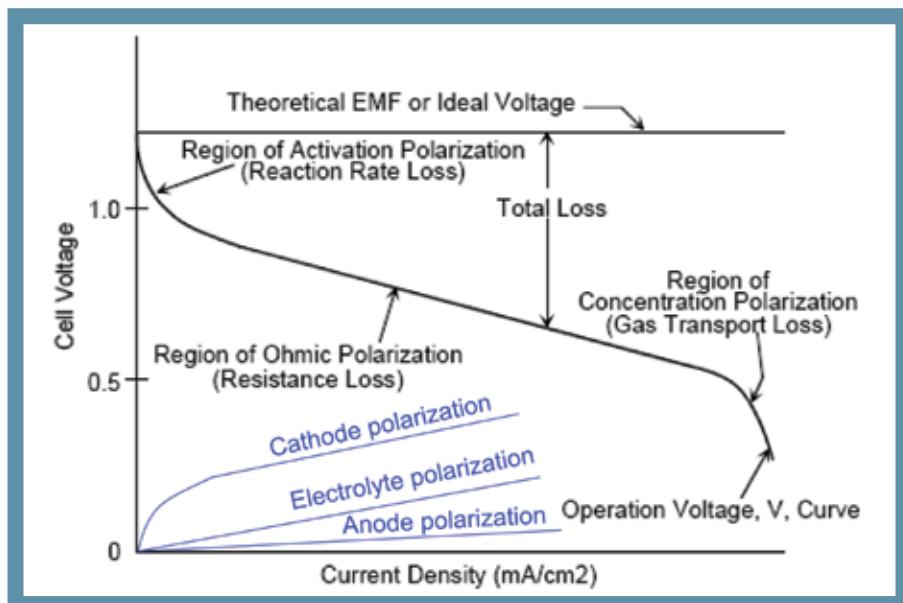 Theoretical EMF or Ideal Voltage
Region of Activation Polarization
(Reaction Rate Loss)
1.0
Total Loss
Region of
Concentration Polarization
(Gas Transport Loss)
Cell Voltage
Region of Ohmic Polarization
(Resistance Loss)
0.5
Cathode polarization
Electrolyte polarization
Anode polarization
Operation Voltage, V, Curve
0
Current Density (mA/cm2)